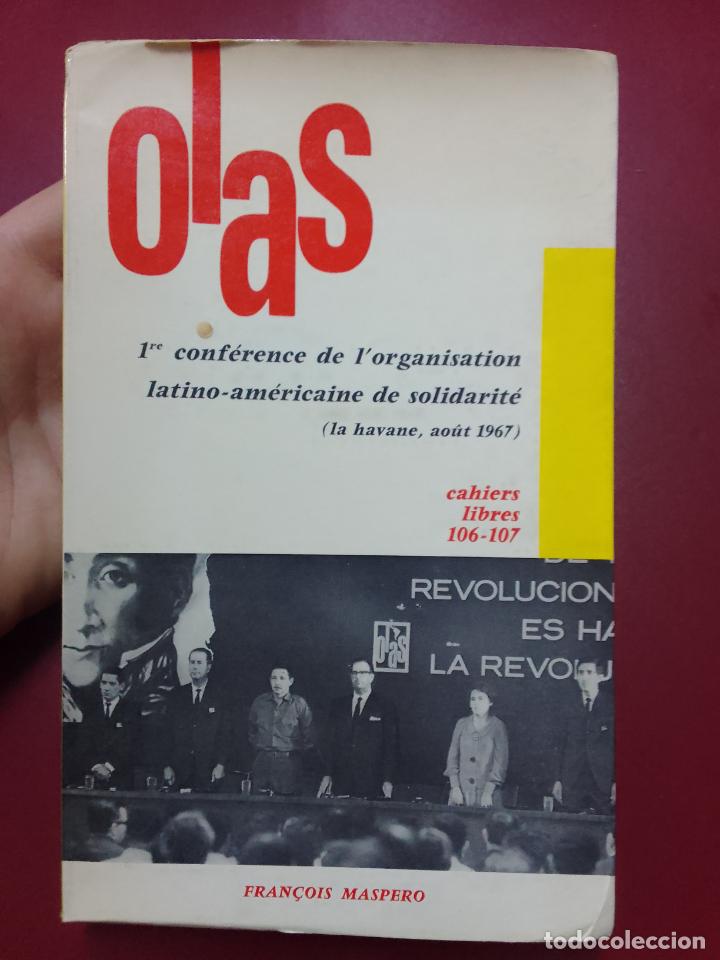 olas
1re conférence de l'organisation
latino-américaine de solidarité
(la havane, août 1967)
cahiers
libres
106-107
DE
REVOLUCION
ES HA
olas
LA REVOLU
FRANÇOIS MASPERO
todocoleccion